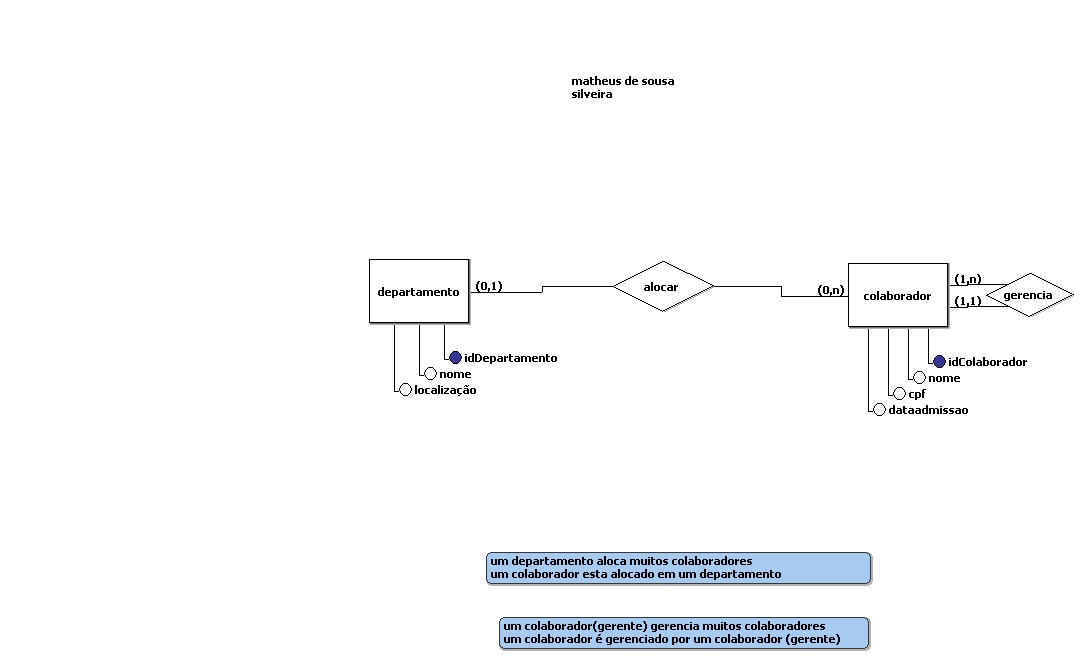 matheus de sousa
silveira
departamento
(0,1)
alocar
(0,n)
colaborador
(1,n)
(1,1)
gerencia
idDepartamento
nome
localização
idColaborador
nome
cpf
dataadmissao
um departamento aloca muitos colaboradores
um colaborador esta alocado em um departamento
um colaborador(gerente) gerencia muitos colaboradores
um colaborador é gerenciado por um colaborador (gerente)